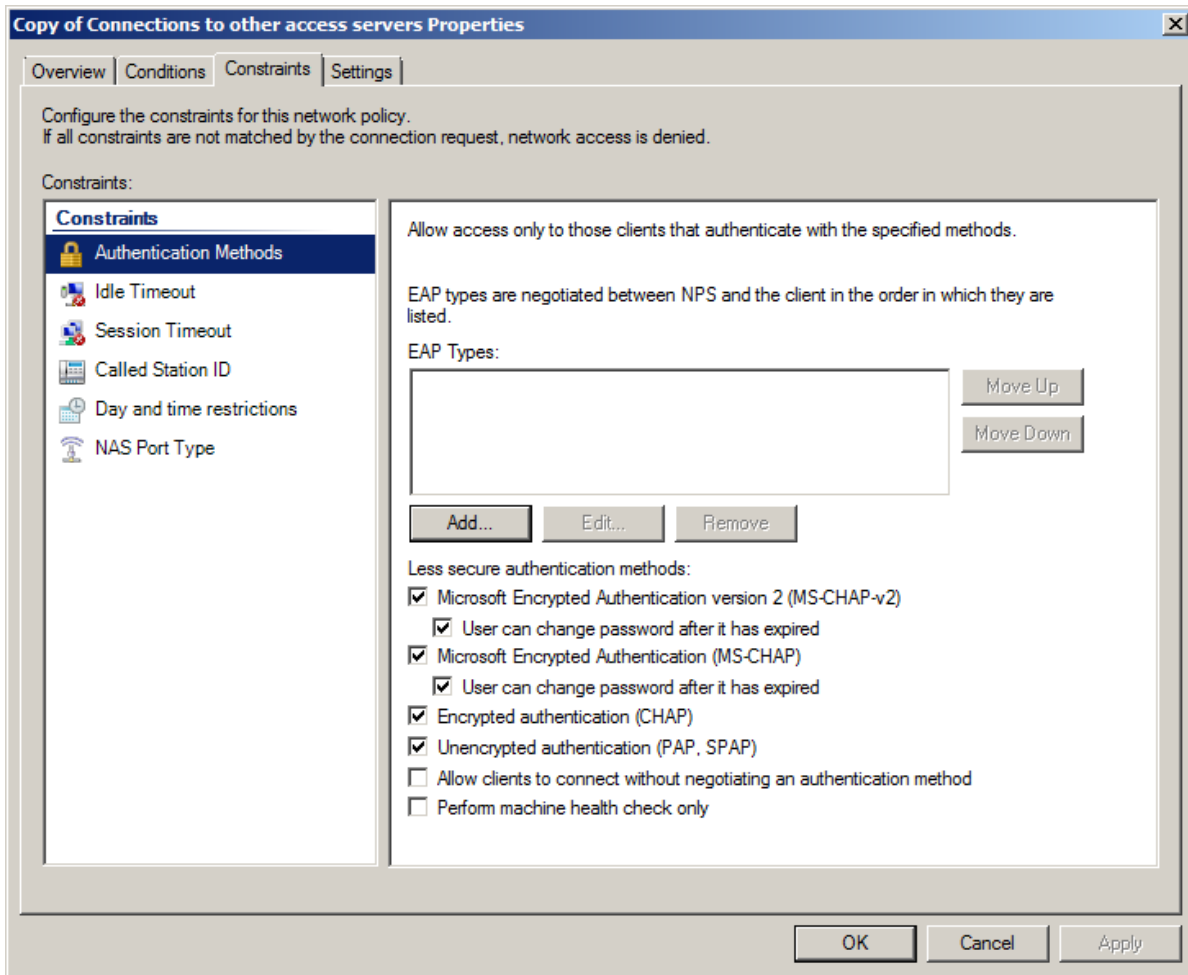 Copy of Connections to other access servers Properties
Overview Conditions Constraints Settings
Configure the constraints for this network policy.
If all constraints are not matched by the connection request, network access is denied.
Constraints:
Constraints
Authentication Methods
Idle Timeout
Session Timeout
Called Station ID
Day and time restrictions
NAS Port Type
Allow access only to those clients that authenticate with the specified methods.
EAP types are negotiated between NPS and the client in the order in which they are
listed.
EAP Types:
Move Up
Move Down
Add... Edit... Remove
Less secure authentication methods:
Microsoft Encrypted Authentication version 2 (MS-CHAP-v2)
User can change password after it has expired
Microsoft Encrypted Authentication (MS-CHAP)
User can change password after it has expired
Encrypted authentication (CHAP)
Unencrypted authentication (PAP, SPAP)
Allow clients to connect without negotiating an authentication method
Perform machine health check only
OK Cancel Apply